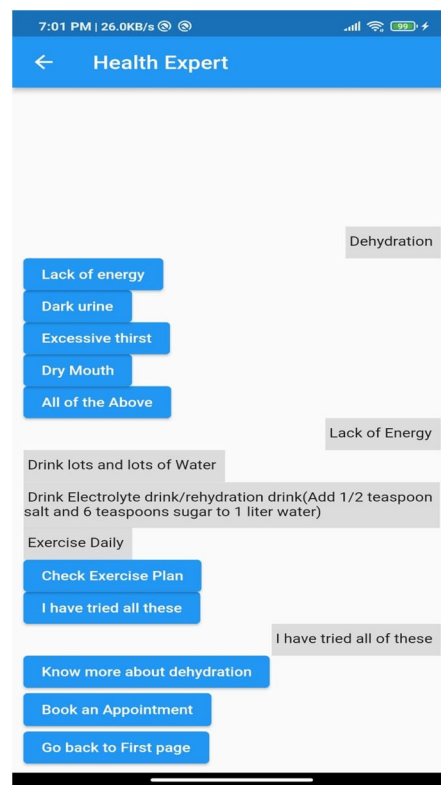 7:01 PM | 26.0KB/s
99
Health Expert
Dehydration
Lack of energy
Dark urine
Excessive thirst
Dry Mouth
All of the Above
Lack of Energy
Drink lots and lots of Water
Drink Electrolyte drink/rehydration drink(Add 1/2 teaspoon
salt and 6 teaspoons sugar to 1 liter water)
Exercise Daily
Check Exercise Plan
I have tried all these
I have tried all of these
Know more about dehydration
Book an Appointment
Go back to First page